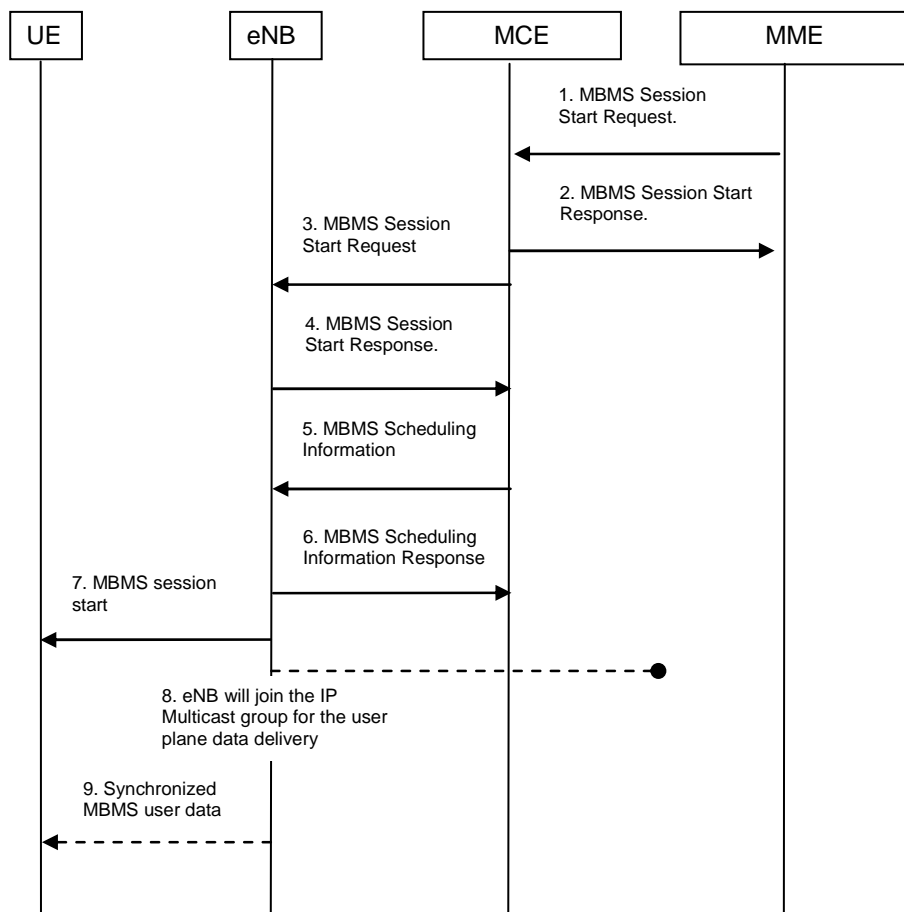 UE
eNB
MCE
MME
1. MBMS Session
Start Request.
2. MBMS Session Start
Response.
3. MBMS Session
Start Request
4. MBMS Session
Start Response.
5. MBMS Scheduling
Information
6. MBMS Scheduling
Information Response
7. MBMS session
start
8. eNB will join the IP
Multicast group for the user
plane data delivery
9. Synchronized
MBMS user data